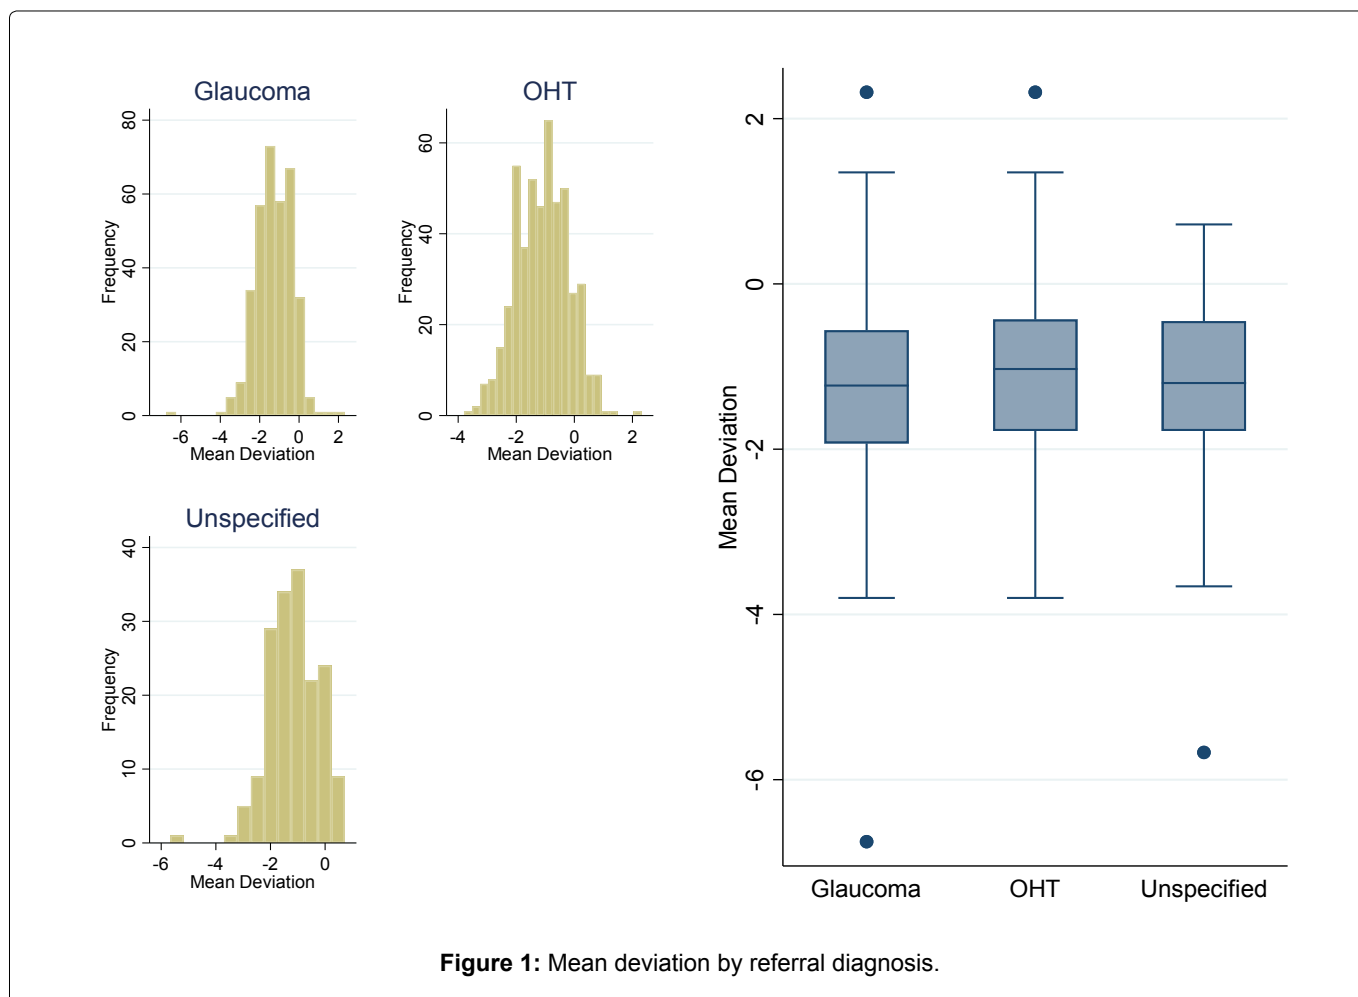 Glaucoma
80
60
40
20
0
Frequency
-6 -4 -2 0 2
Mean Deviation
OHT
60
40
20
0
Frequency
-4 -2 0 2
Mean Deviation
Unspecified
40
30
20
10
0
Frequency
-6 -4 -2 0
Mean Deviation
2
0
-2
-4
-6
Mean Deviation
Glaucoma OHT Unspecified
Figure 1: Mean deviation by referral diagnosis.